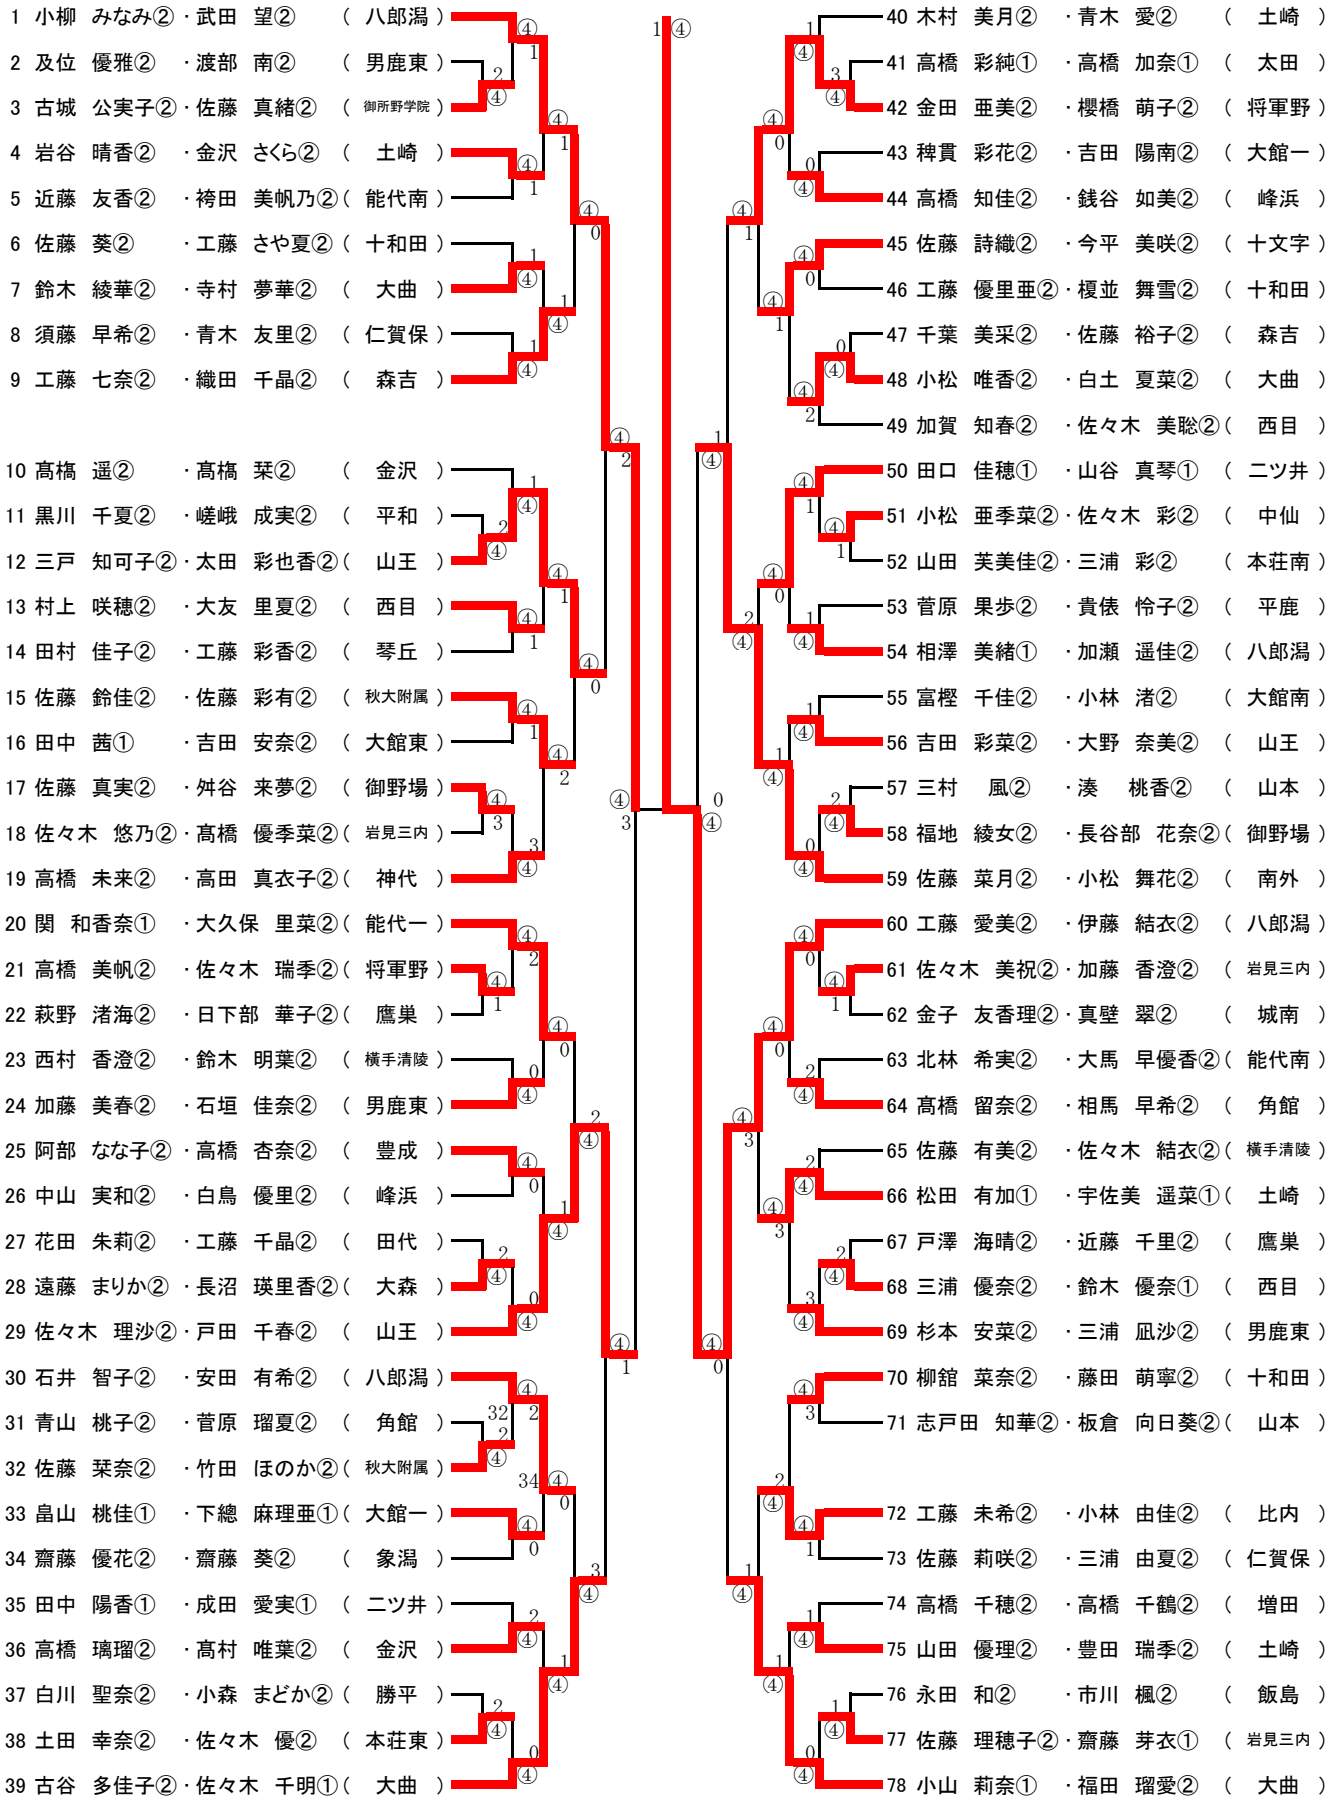 1 ④
1 小柳 みなみ② ・武田 望② ( 八郎潟 )
2 及位 優雅② ・渡部 南② ( 男鹿東 )
3 古城 公実子② ・佐藤 真緒② ( 御所野学院 )
4 岩谷 晴香② ・金沢 さくら② ( 土崎 )
5 近藤 友香② ・袴田 美帆乃② ( 能代南 )
6 佐藤 葵② ・工藤 さや夏② ( 十和田 )
7 鈴木 綾華② ・寺村 夢華② ( 大曲 )
8 須藤 早希② ・青木 友里② ( 仁賀保 )
9 工藤 七奈② ・織田 千晶② ( 森吉 )
10 髙槗 遥② ・髙槗 栞② ( 金沢 )
11 黒川 千夏② ・嵯峨 成実② ( 平和 )
12 三戸 知可子② ・太田 彩也香② ( 山王 )
13 村上 咲穂② ・大友 里夏② ( 西目 )
14 田村 佳子② ・工藤 彩香② ( 琴丘 )
15 佐藤 鈴佳② ・佐藤 彩有② ( 秋大附属 )
16 田中 茜① ・吉田 安奈② ( 大館東 )
17 佐藤 真実② ・舛谷 来夢② ( 御野場 )
18 佐々木 悠乃② ・髙橋 優季菜② ( 岩見三内 )
19 高橋 未来② ・高田 真衣子② ( 神代 )
20 関 和香奈① ・大久保 里菜② ( 能代一 )
21 高橋 美帆② ・佐々木 瑞季② ( 将軍野 )
22 萩野 渚海② ・日下部 華子② ( 鷹巣 )
23 西村 香澄② ・鈴木 明葉② ( 横手清陵 )
24 加藤 美春② ・石垣 佳奈② ( 男鹿東 )
25 阿部 なな子② ・高橋 杏奈② ( 豊成 )
26 中山 実和② ・白鳥 優里② ( 峰浜 )
27 花田 朱莉② ・工藤 千晶② ( 田代 )
28 遠藤 まりか② ・長沼 瑛里香② ( 大森 )
29 佐々木 理沙② ・戸田 千春② ( 山王 )
30 石井 智子② ・安田 有希② ( 八郎潟 )
31 青山 桃子② ・菅原 瑠夏② ( 角館 )
32 佐藤 栞奈② ・竹田 ほのか② ( 秋大附属 )
33 畠山 桃佳① ・下總 麻理亜① ( 大館一 )
34 齋藤 優花② ・齋藤 葵② ( 象潟 )
35 田中 陽香① ・成田 愛実① ( 二ツ井 )
36 高橋 璃瑠② ・髙村 唯葉② ( 金沢 )
37 白川 聖奈② ・小森 まどか② ( 勝平 )
38 土田 幸奈② ・佐々木 優② ( 本荘東 )
39 古谷 多佳子② ・佐々木 千明① ( 大曲 )
40 木村 美月② ・青木 愛② ( 土崎 )
41 高橋 彩純① ・高橋 加奈① ( 太田 )
42 金田 亜美② ・櫻橋 萌子② ( 将軍野 )
43 稗貫 彩花② ・吉田 陽南② ( 大館一 )
44 高橋 知佳② ・銭谷 如美② ( 峰浜 )
45 佐藤 詩織② ・今平 美咲② ( 十文字 )
46 工藤 優里亜② ・榎並 舞雪② ( 十和田 )
47 千葉 美采② ・佐藤 裕子② ( 森吉 )
48 小松 唯香② ・白土 夏菜② ( 大曲 )
49 加賀 知春② ・佐々木 美聡② ( 西目 )
50 田口 佳穂① ・山谷 真琴① ( 二ツ井 )
51 小松 亜季菜② ・佐々木 彩② ( 中仙 )
52 山田 芙美佳② ・三浦 彩② ( 本荘南 )
53 菅原 果歩② ・貴俵 怜子② ( 平鹿 )
54 相澤 美緒① ・加瀬 遥佳② ( 八郎潟 )
55 富樫 千佳② ・小林 渚② ( 大館南 )
56 吉田 彩菜② ・大野 奈美② ( 山王 )
57 三村 風② ・湊 桃香② ( 山本 )
58 福地 綾女② ・長谷部 花奈② ( 御野場 )
59 佐藤 菜月② ・小松 舞花② ( 南外 )
60 工藤 愛美② ・伊藤 結衣② ( 八郎潟 )
61 佐々木 美祝② ・加藤 香澄② ( 岩見三内 )
62 金子 友香理② ・真壁 翠② ( 城南 )
63 北林 希実② ・大馬 早優香② ( 能代南 )
64 髙橋 留奈② ・相馬 早希② ( 角館 )
65 佐藤 有美② ・佐々木 結衣② ( 横手清陵 )
66 松田 有加① ・宇佐美 遥菜① ( 土崎 )
67 戸澤 海晴② ・近藤 千里② ( 鷹巣 )
68 三浦 優奈② ・鈴木 優奈① ( 西目 )
69 杉本 安菜② ・三浦 凪沙② ( 男鹿東 )
70 柳舘 菜奈② ・藤田 萌寧② ( 十和田 )
71 志戸田 知華② ・板倉 向日葵② ( 山本 )
72 工藤 未希② ・小林 由佳② ( 比内 )
73 佐藤 莉咲② ・三浦 由夏② ( 仁賀保 )
74 高橋 千穂② ・高橋 千鶴② ( 増田 )
75 山田 優理② ・豊田 瑞季② ( 土崎 )
76 永田 和② ・市川 楓② ( 飯島 )
77 佐藤 理穂子② ・齋藤 芽衣① ( 岩見三内 )
78 小山 莉奈① ・福田 瑠愛② ( 大曲 )